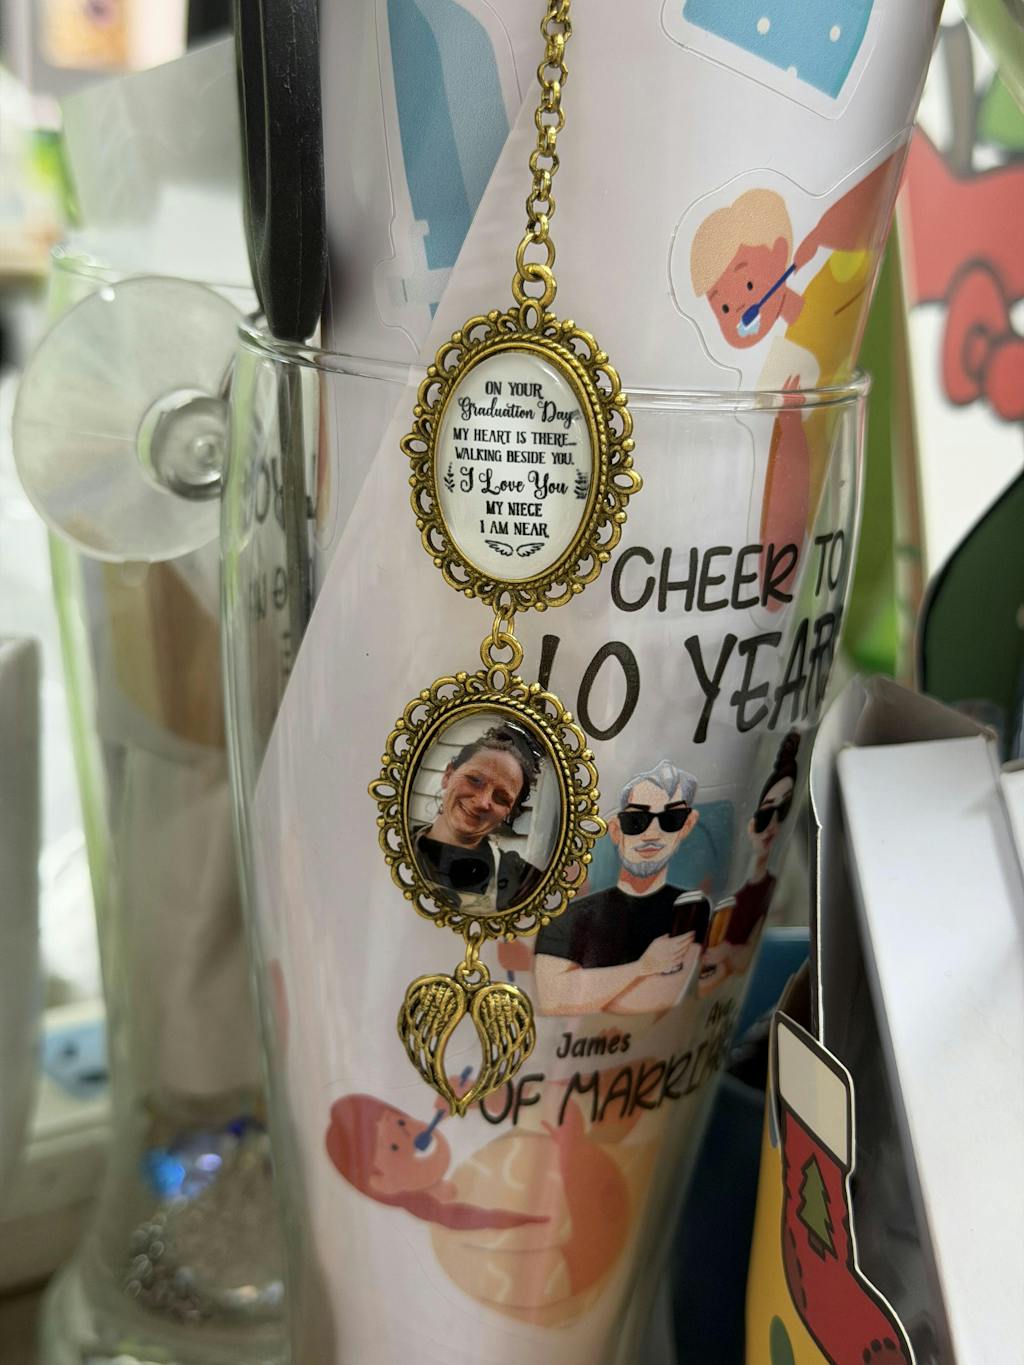 ON YOUR
Graduation Day
MY HEART IS THERE...
WALKING BESIDE YOU.
I Love You
MY NIECE
I AM NEAR
CHEER TO
10 YEARS
James
OF MARRIA